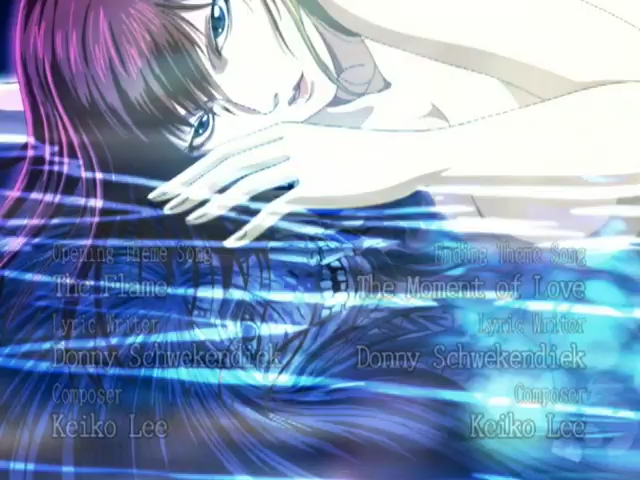 Opening Theme Song
The Flame
Lyric Writer
Donny Schwekendiek
Composer
Keiko Lee
Ending Theme Song
The Moment of Love
Lyric Writer
Donny Schwekendiek
Composer
Keiko Lee